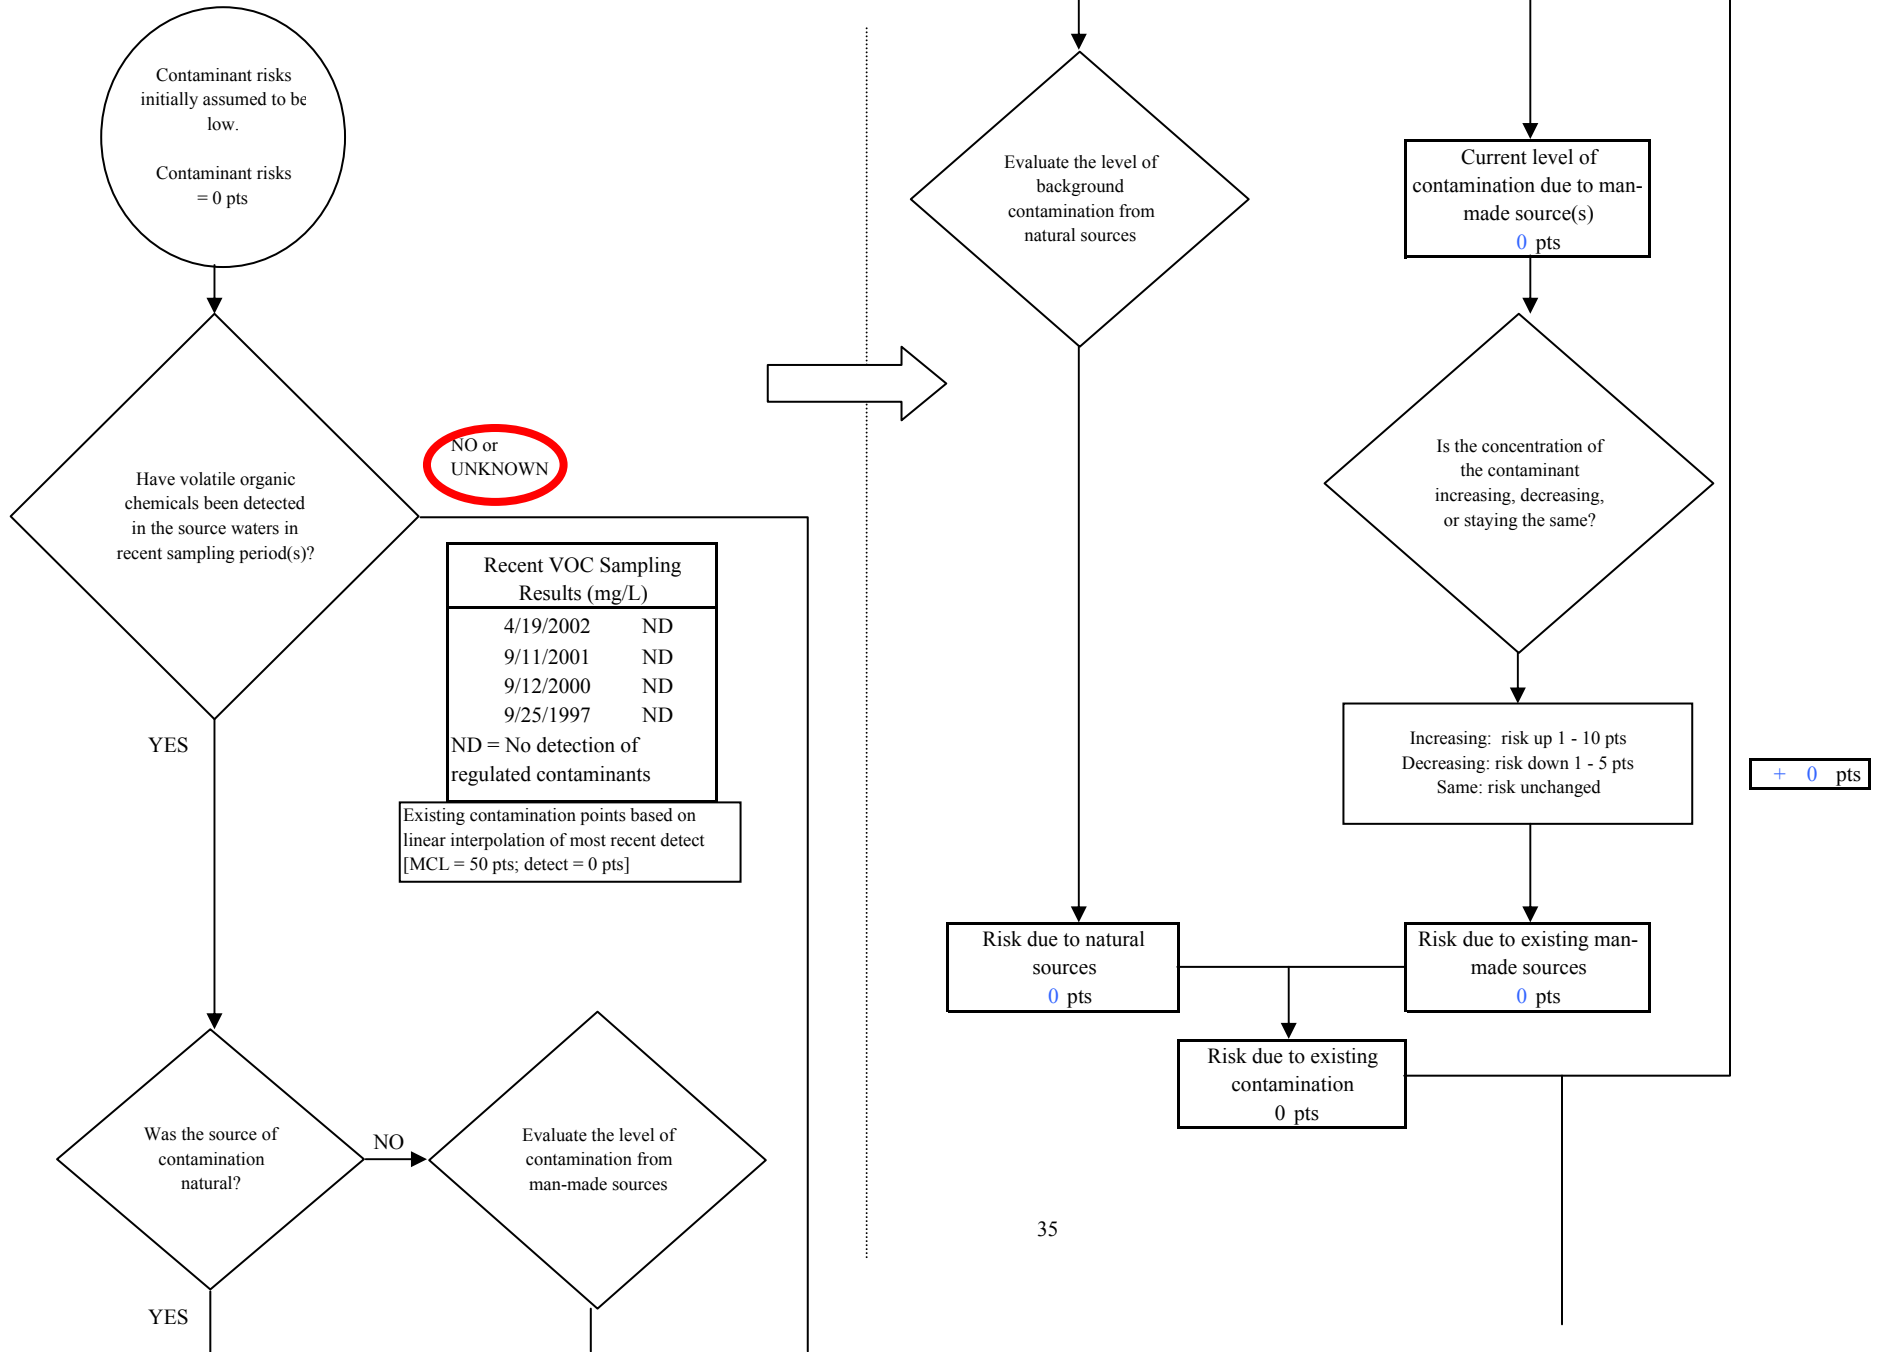 Contaminant risks
initially assumed to be
low.
Contaminant risks
= 0 pts
Have volatile organic
chemicals been detected
in the source waters in
recent sampling period(s)?
NO or
UNKNOWN
Recent VOC Sampling
Results (mg/L)
4/19/2002 ND
9/11/2001 ND
9/12/2000 ND
9/25/1997 ND
ND = No detection of
regulated contaminants
Existing contamination points based on
linear interpolation of most recent detect
[MCL = 50 pts; detect = 0 pts]
YES
Was the source of
contamination
natural?
NO
Evaluate the level of
contamination from
man-made sources
YES
Evaluate the level of
background
contamination from
natural sources
Current level of
contamination due to man-
made source(s)
0 pts
Is the concentration of
the contaminant
increasing, decreasing,
or staying the same?
Increasing: risk up 1 - 10 pts
Decreasing: risk down 1 - 5 pts
Same: risk unchanged
+ 0 pts
Risk due to natural
sources
0 pts
Risk due to existing man-
made sources
0 pts
Risk due to existing
contamination
0 pts
35